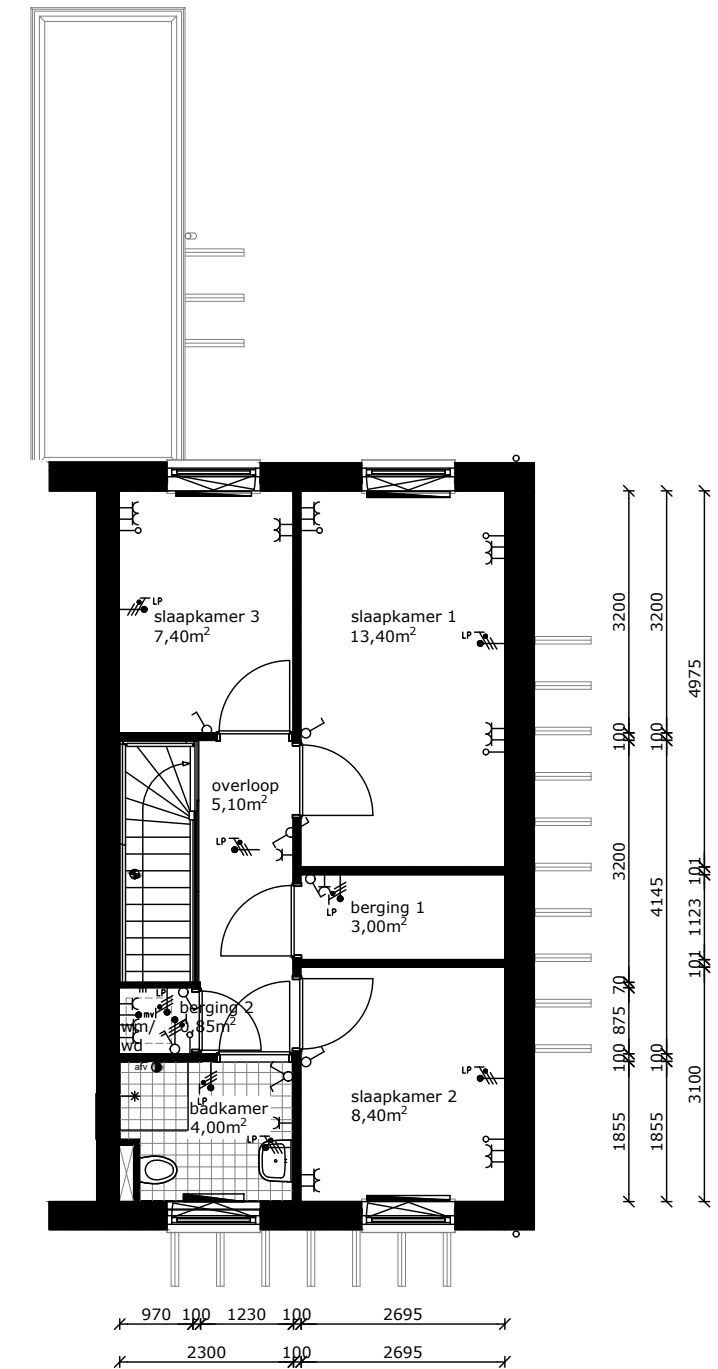 LP
slaapkamer 3
7,40m²
slaapkamer 1
13,40m²
LP
overloop
5,10m²
LP
berging 1
3,00m²
LP
LP
berging 2
0,85m²
mv
wm/
wd
afv
LP
badkamer
4,00m²
LP
slaapkamer 2
8,40m²
LP
3200
100
3200
70
875
100
1855
3200
100
4145
100
1855
4975
101
1123
101
3100
970 100 1230 100 2695
2300 100 2695